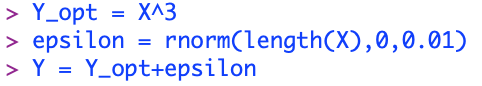 > Y_opt = X^3
> epsilon = rnorm(length(X),0,0.01)
> Y = Y_opt+epsilon